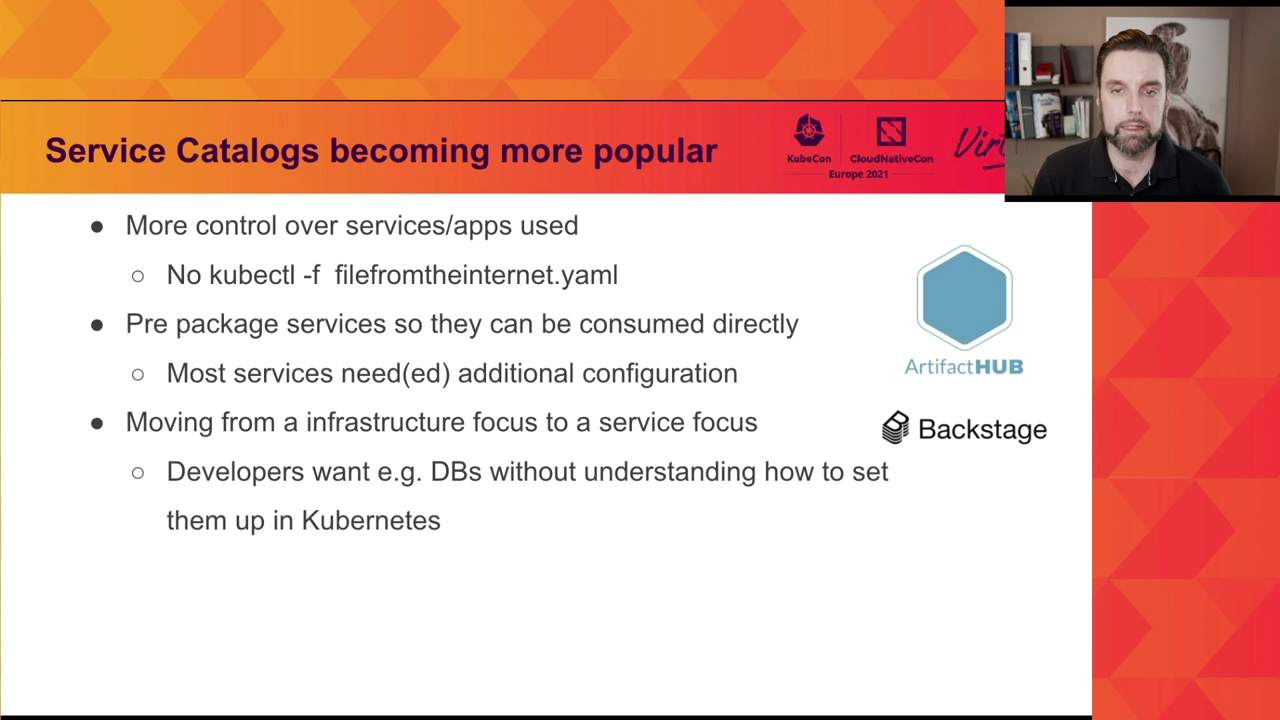 Service Catalogs becoming more popular
KubeCon
CloudNativeCon
Europe 2021
● More control over services/apps used
○ No kubectl -f filefromtheinternet.yaml
● Pre package services so they can be consumed directly
○ Most services need(ed) additional configuration
● Moving from a infrastructure focus to a service focus
○ Developers want e.g. DBs without understanding how to set
them up in Kubernetes
ArtifactHUB
Backstage